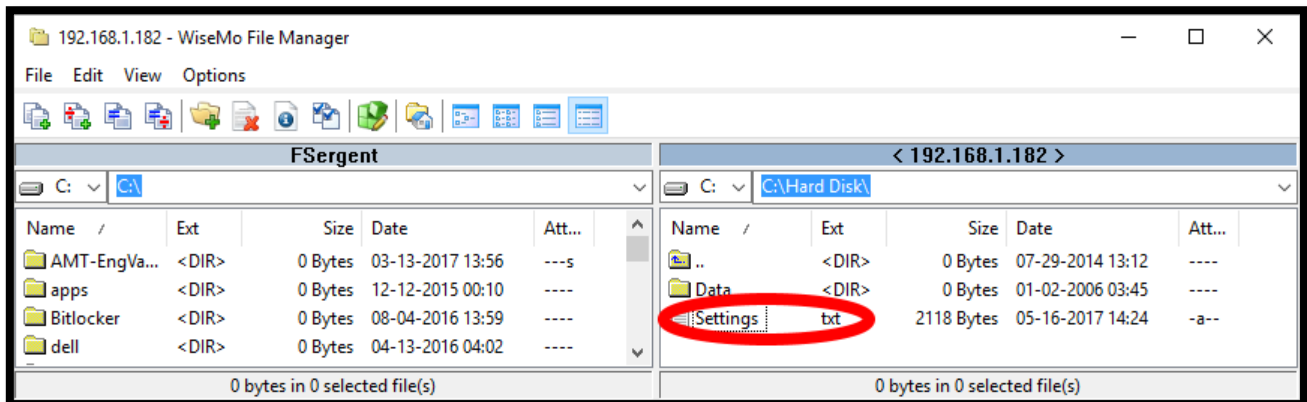 192.168.1.182 - WiseMo File Manager
File Edit View Options
FSergent
< 192.168.1.182 >
C: C:\
C: C:\Hard Disk\
Name / Ext Size Date Att...
AMT-EngVa... <DIR> 0 Bytes 03-13-2017 13:56 ---s
apps <DIR> 0 Bytes 12-12-2015 00:10 ----
Bitlocker <DIR> 0 Bytes 08-04-2016 13:59 ----
dell <DIR> 0 Bytes 04-13-2016 04:02 ----
0 bytes in 0 selected file(s)
Name / Ext Size Date Att...
.. <DIR> 0 Bytes 07-29-2014 13:12 ----
Data <DIR> 0 Bytes 01-02-2006 03:45 ----
Settings txt 2118 Bytes 05-16-2017 14:24 -a--
0 bytes in 0 selected file(s)